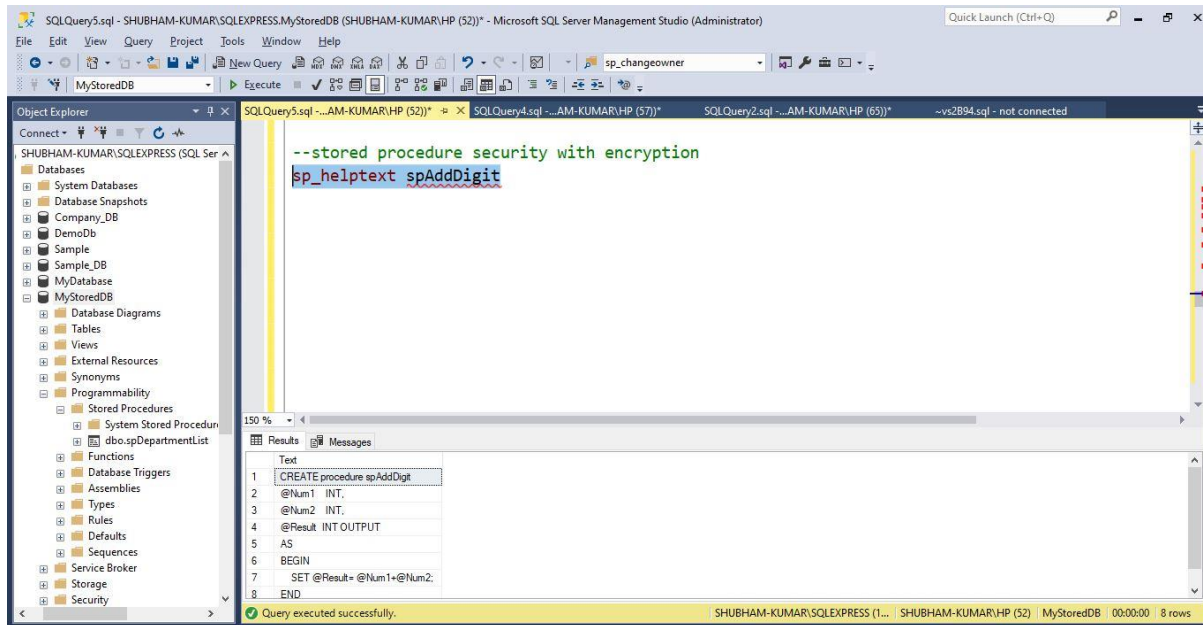 SQLQuery5.sql - SHUBHAM-KUMAR\SQLEXPRESS.MyStoredDB (SHUBHAM-KUMAR\HP (52))* - Microsoft SQL Server Management Studio (Administrator)
Quick Launch (Ctrl+Q)
File Edit View Query Project Tools Window Help
New Query
sp_changeowner
MyStoredDB
Execute
Object Explorer
SQLQuery5.sql -...AM-KUMAR\HP (52))*
SQLQuery4.sql -...AM-KUMAR\HP (57))*
SQLQuery2.sql -...AM-KUMAR\HP (65))*
~vs2B94.sql - not connected
Connect
SHUBHAM-KUMAR\SQLEXPRESS (SQL Ser
Databases
System Databases
Database Snapshots
Company_DB
DemoDb
Sample
Sample_DB
MyDatabase
MyStoredDB
Database Diagrams
Tables
Views
External Resources
Synonyms
Programmability
Stored Procedures
System Stored Procedur
dbo.spDepartmentList
Functions
Database Triggers
Assemblies
Types
Rules
Defaults
Sequences
Service Broker
Storage
Security
--stored procedure security with encryption
sp_helptext spAddDigit
150 %
Results Messages
Text
1 CREATE procedure spAddDigit
2 @Num1 INT,
3 @Num2 INT,
4 @Result INT OUTPUT
5 AS
6 BEGIN
7 SET @Result= @Num1+@Num2;
8 END
Query executed successfully.
SHUBHAM-KUMAR\SQLEXPRESS (1... SHUBHAM-KUMAR\HP (52) MyStoredDB 00:00:00 8 rows